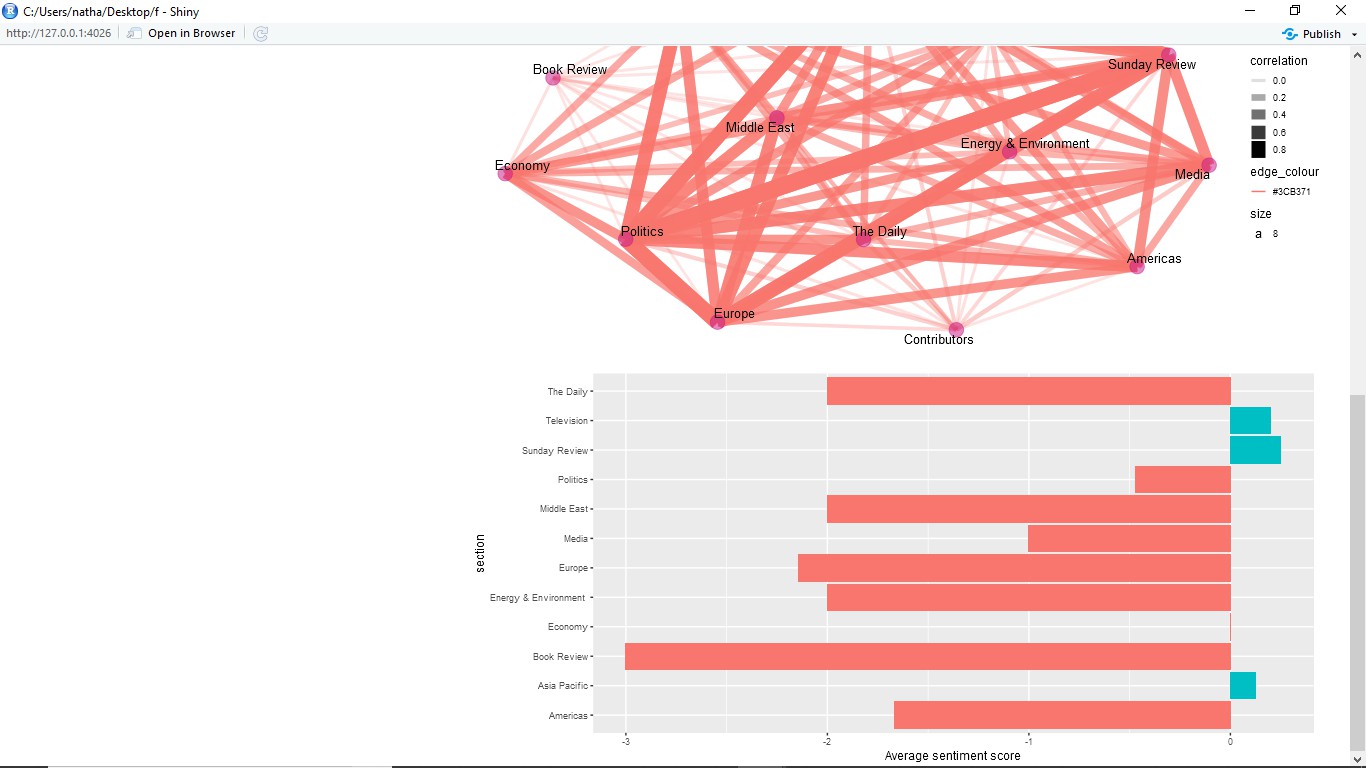 C:/Users/natha/Desktop/f - Shiny
http://127.0.0.1:4026
Open in Browser
Publish
Book Review
Sunday Review
Middle East
Energy & Environment
Economy
Media
Politics
The Daily
Americas
Europe
Contributors
correlation
0.0
0.2
0.4
0.6
0.8
edge_colour
#3CB371
size
a 8
The Daily
Television
Sunday Review
Politics
Middle East
Media
Europe
Energy & Environment
Economy
Book Review
Asia Pacific
Americas
section
-3 -2 -1 0
Average sentiment score